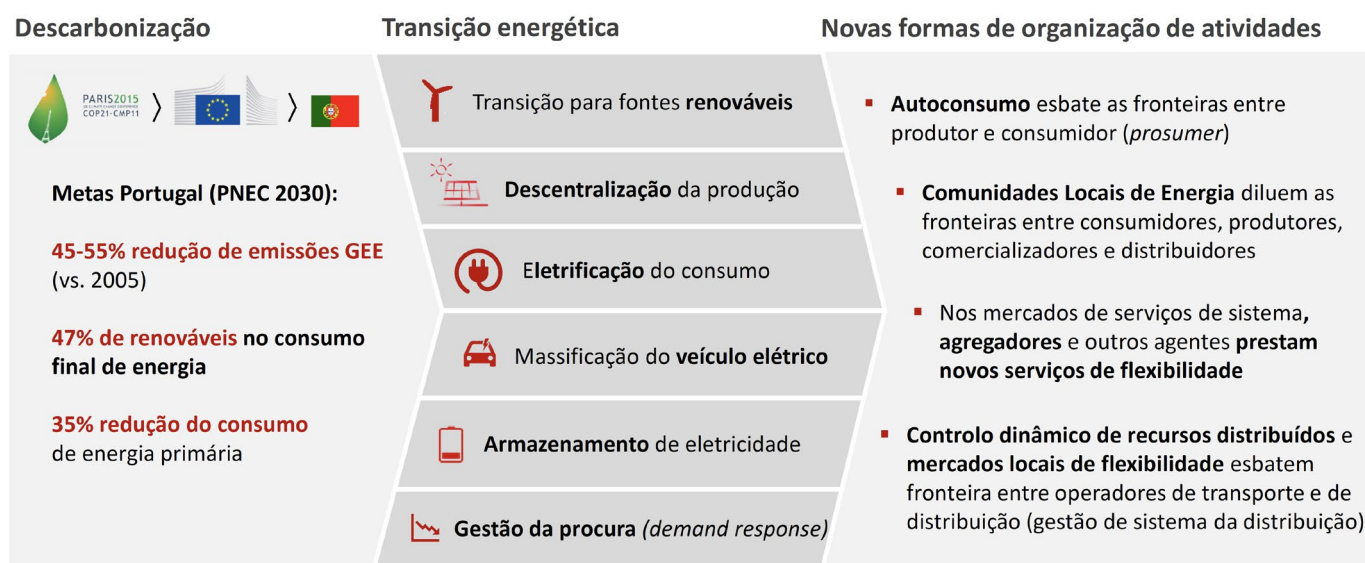 Descarbonização
Transição energética
Novas formas de organização de atividades
PARIS2015
COP21·CMP11
Metas Portugal (PNEC 2030):
45-55% redução de emissões GEE
(vs. 2005)
47% de renováveis no consumo
final de energia
35% redução do consumo
de energia primária
Transição para fontes renováveis
Descentralização da produção
Eletrificação do consumo
Massificação do veículo elétrico
Armazenamento de eletricidade
Gestão da procura (demand response)
▪ Autoconsumo esbate as fronteiras entre
produtor e consumidor (prosumer)
▪ Comunidades Locais de Energia diluem as
fronteiras entre consumidores, produtores,
comercializadores e distribuidores
▪ Nos mercados de serviços de sistema,
agregadores e outros agentes prestam
novos serviços de flexibilidade
▪ Controlo dinâmico de recursos distribuídos e
mercados locais de flexibilidade esbatem
fronteira entre operadores de transporte e de
distribuição (gestão de sistema da distribuição)